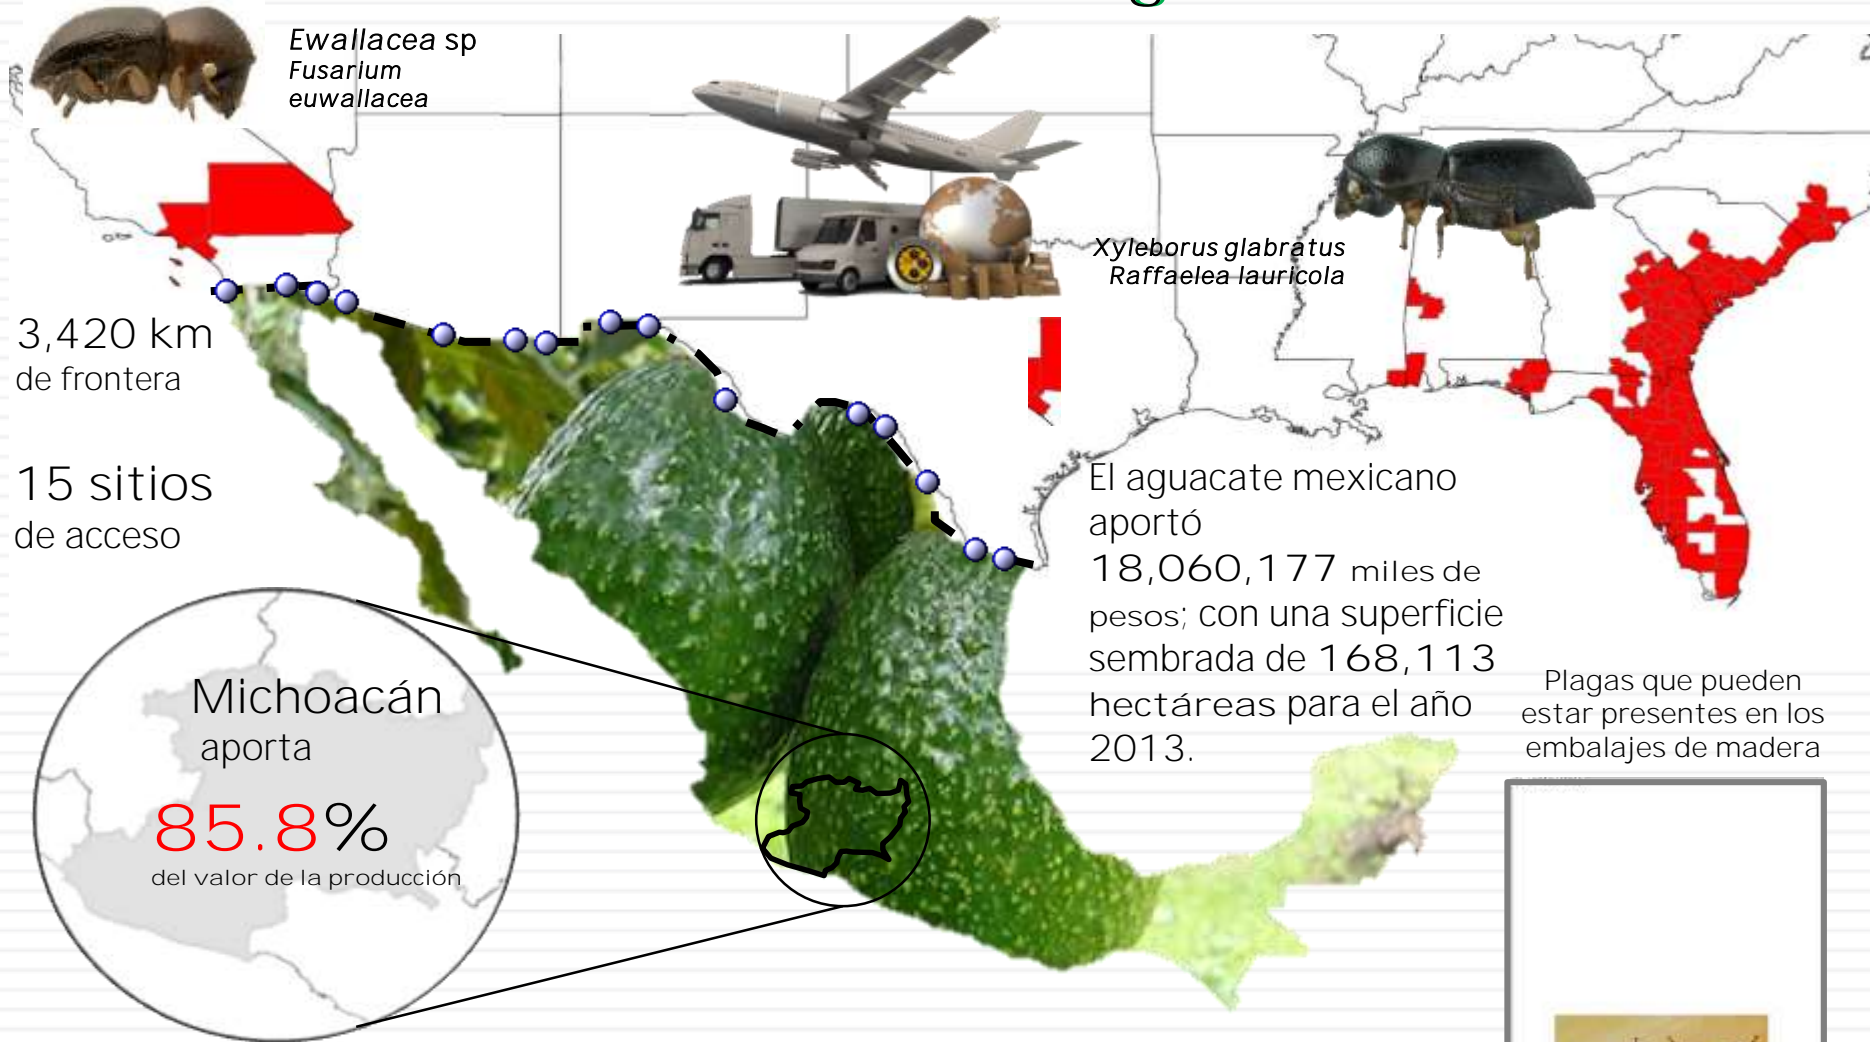 g
Ewallacea sp
Fusarium
euwallacea
Xyleborus glabratus
Raffaelea lauricola
3,420 km
de frontera
15 sitios
de acceso
El aguacate mexicano
aportó
18,060,177 miles de
pesos; con una superficie
sembrada de 168,113
hectáreas para el año
2013.
Michoacán
aporta
85.8%
del valor de la producción
Plagas que pueden
estar presentes en los
embalajes de madera